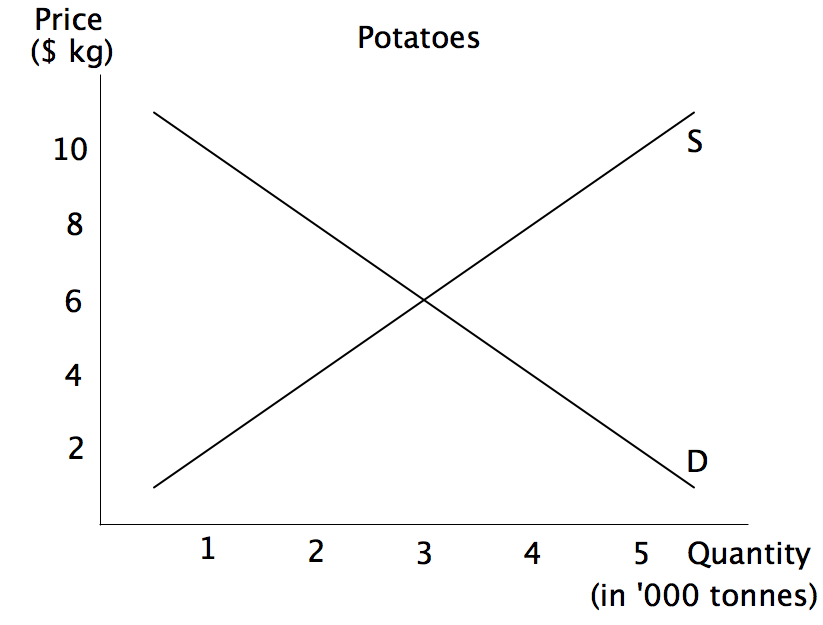 Price
($ kg)
Potatoes
10
S
8
6
4
2
D
1 2 3 4 5 Quantity
(in '000 tonnes)